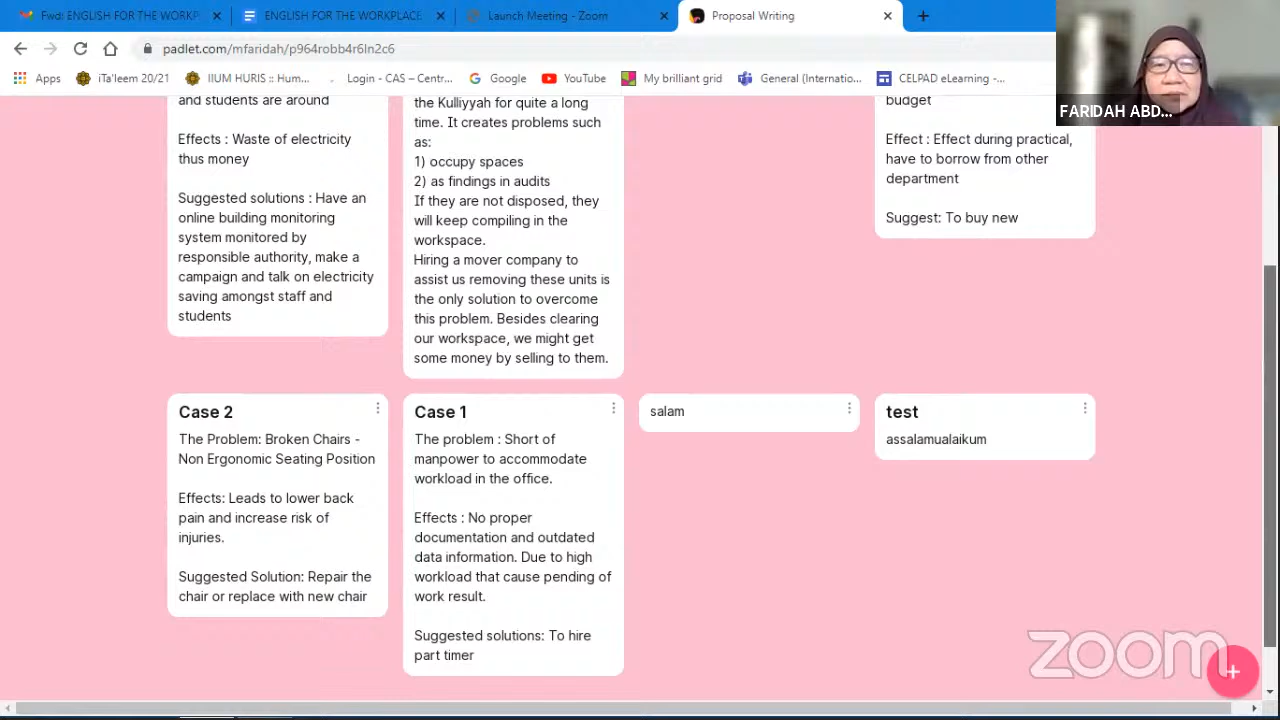 Fwd: ENGLISH FOR THE WORKP
ENGLISH FOR THE WORKPLACE
Launch Meeting - Zoom
Proposal Writing
padlet.com/mfaridah/p964robb4r6ln2c6
Apps
iTa'leem 20/21
IIUM HURIS :: Hum...
Login - CAS – Centr...
Google
YouTube
My brilliant grid
General (Internatio...
CELPAD eLearning -...
FARIDAH ABD...
and students are around
Effects : Waste of electricity
thus money
Suggested solutions : Have an
online building monitoring
system monitored by
responsible authority, make a
campaign and talk on electricity
saving amongst staff and
students
the Kulliyyah for quite a long
time. It creates problems such
as:
1) occupy spaces
2) as findings in audits
If they are not disposed, they
will keep compiling in the
workspace.
Hiring a mover company to
assist us removing these units is
the only solution to overcome
this problem. Besides clearing
our workspace, we might get
some money by selling to them.
budget
Effect : Effect during practical,
have to borrow from other
department
Suggest: To buy new
Case 2
The Problem: Broken Chairs -
Non Ergonomic Seating Position
Effects: Leads to lower back
pain and increase risk of
injuries.
Suggested Solution: Repair the
chair or replace with new chair
Case 1
The problem : Short of
manpower to accommodate
workload in the office.
Effects : No proper
documentation and outdated
data information. Due to high
workload that cause pending of
work result.
Suggested solutions: To hire
part timer
salam
test
assalamualaikum
zoom